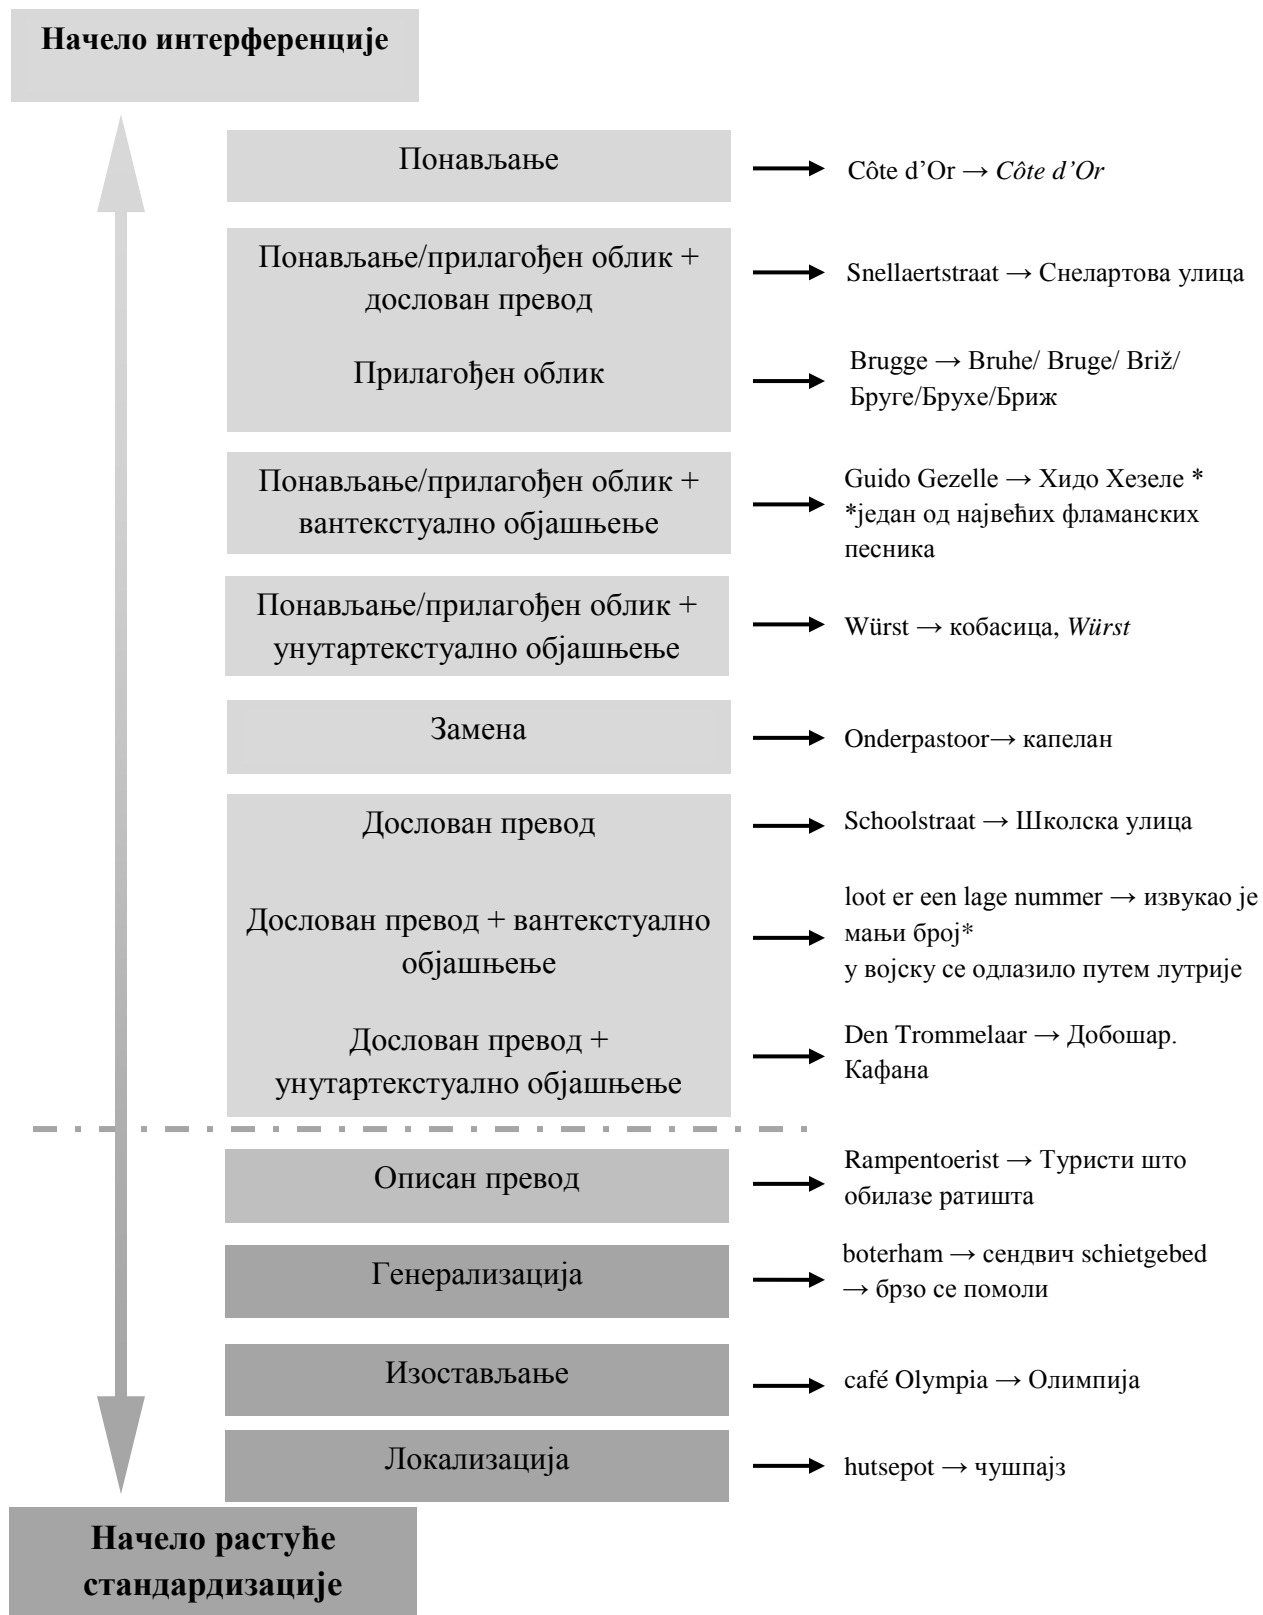 Начело интерференције
Понављање
Côte d’Or → Côte d’Or
Понављање/прилагођен облик +
дослован превод
Snellaertstraat → Снелартова улица
Прилагођен облик
Brugge → Bruhe/ Bruge/ Briž/
Бруге/Брухе/Бриж
Понављање/прилагођен облик +
вантекстуално објашњење
Guido Gezelle → Хидо Хезеле *
*један од највећих фламанских
песника
Понављање/прилагођен облик +
унутартекстуално објашњење
Würst → кобасица, Würst
Замена
Onderpastoor→ капелан
Дослован превод
Schoolstraat → Школска улица
Дослован превод + вантекстуално
објашњење
loot er een lage nummer → извукао је
мањи број*
у војску се одлазило путем лутрије
Дослован превод +
унутартекстуално објашњење
Den Trommelaar → Добошар.
Кафана
Описан превод
Rampentoerist → Туристи што
обилазе ратишта
Генерализација
boterham → сендвич schietgebed
→ брзо се помоли
Изостављање
café Olympia → Олимпија
Локализација
hutsepot → чушпајз
Начело растуће
стандардизације